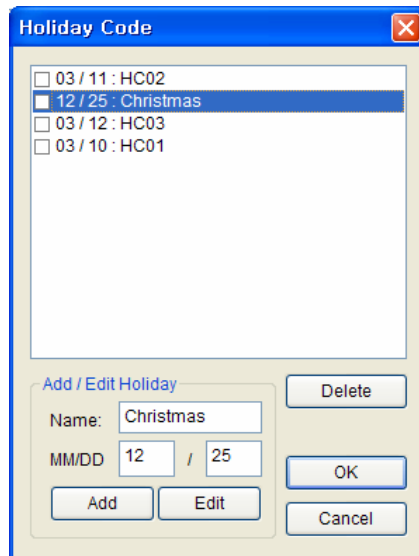 Holiday Code
03 / 11 : HC02
12 / 25 : Christmas
03 / 12 : HC03
03 / 10 : HC01
Add / Edit Holiday
Name: Christmas
MM/DD 12 / 25
Add Edit
Delete
OK
Cancel